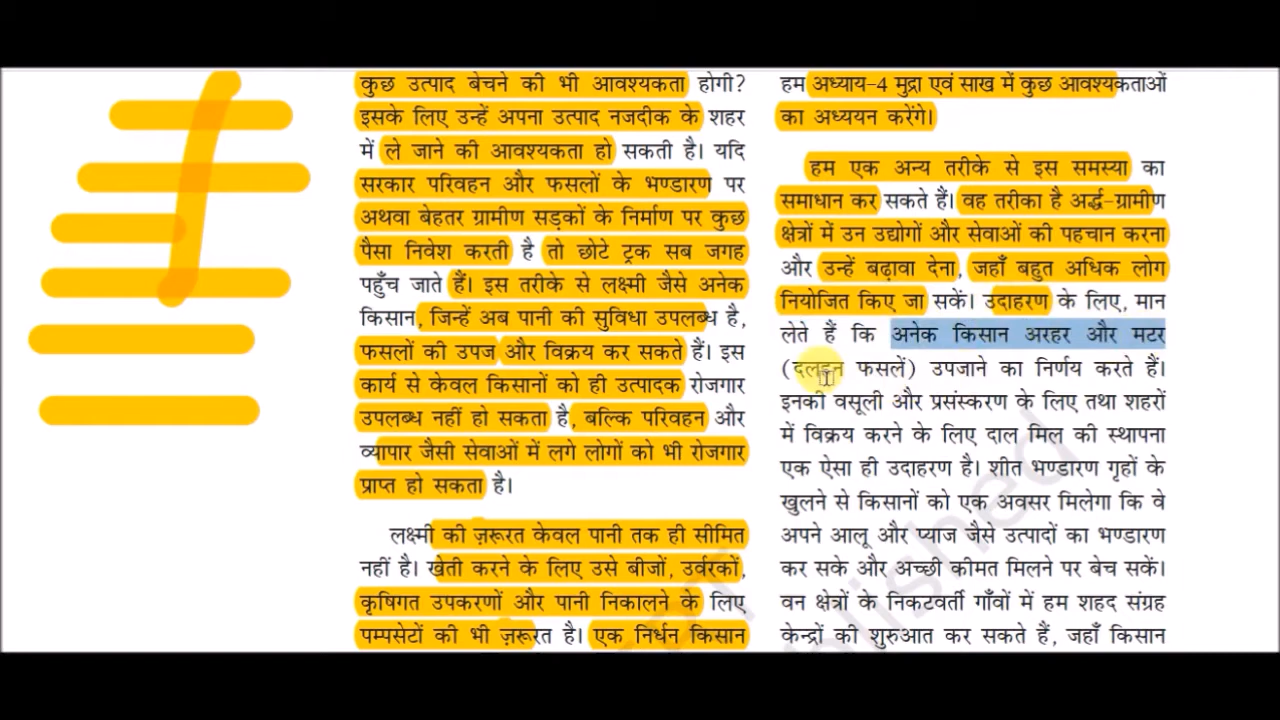 कुछ उत्पाद बेचने की भी आवश्यकता होगी?
इसके लिए उन्हें अपना उत्पाद नजदीक के शहर
में ले जाने की आवश्यकता हो सकती है। यदि
सरकार परिवहन और फसलों के भण्डारण पर
अथवा बेहतर ग्रामीण सड़कों के निर्माण पर कुछ
पैसा निवेश करती है तो छोटे ट्रक सब जगह
पहुँच जाते हैं। इस तरीके से लक्ष्मी जैसे अनेक
किसान, जिन्हें अब पानी की सुविधा उपलब्ध है,
फसलों की उपज और विक्रय कर सकते हैं। इस
कार्य से केवल किसानों को ही उत्पादक रोजगार
उपलब्ध नहीं हो सकता है, बल्कि परिवहन और
व्यापार जैसी सेवाओं में लगे लोगों को भी रोजगार
प्राप्त हो सकता है।
लक्ष्मी की ज़रूरत केवल पानी तक ही सीमित
नहीं है। खेती करने के लिए उसे बीजों, उर्वरकों,
कृषिगत उपकरणों और पानी निकालने के लिए
पम्पसेटों की भी ज़रूरत है। एक निर्धन किसान
हम अध्याय-4 मुद्रा एवं साख में कुछ आवश्यकताओं
का अध्ययन करेंगे।
हम एक अन्य तरीके से इस समस्या का
समाधान कर सकते हैं। वह तरीका है अर्द्ध-ग्रामीण
क्षेत्रों में उन उद्योगों और सेवाओं की पहचान करना
और उन्हें बढ़ावा देना, जहाँ बहुत अधिक लोग
नियोजित किए जा सकें। उदाहरण के लिए, मान
लेते हैं कि अनेक किसान अरहर और मटर
(दलहन फसलें) उपजाने का निर्णय करते हैं।
इनकी वसूली और प्रसंस्करण के लिए तथा शहरों
में विक्रय करने के लिए दाल मिल की स्थापना
एक ऐसा ही उदाहरण है। शीत भण्डारण गृहों के
खुलने से किसानों को एक अवसर मिलेगा कि वे
अपने आलू और प्याज जैसे उत्पादों का भण्डारण
कर सके और अच्छी कीमत मिलने पर बेच सकें।
वन क्षेत्रों के निकटवर्ती गाँवों में हम शहद संग्रह
केन्द्रों की शुरुआत कर सकते हैं, जहाँ किसान